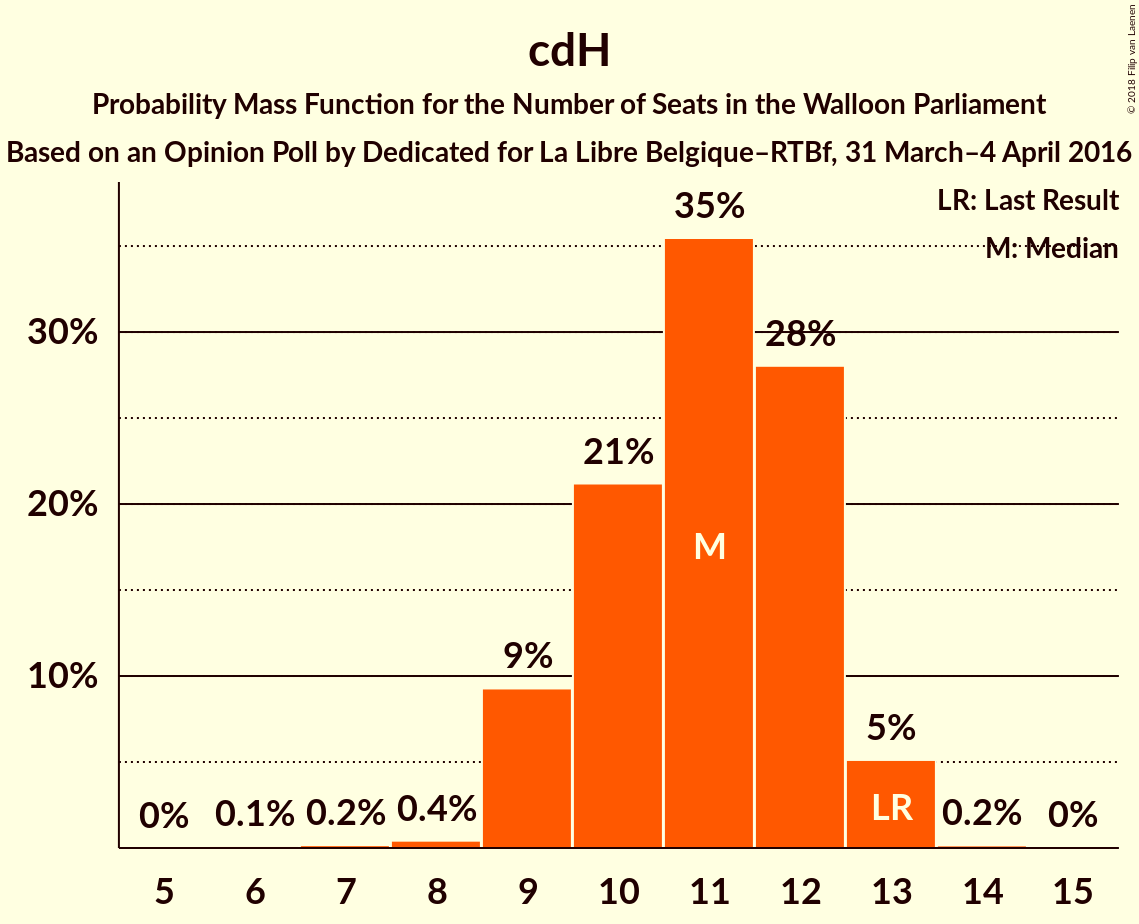 cdH
Probability Mass Function for the Number of Seats in the Walloon Parliament
Based on an Opinion Poll by Dedicated for La Libre Belgique–RTBf, 31 March–4 April 2016
© 2018 Filip van Laenen
LR: Last Result
M: Median
30%
20%
10%
0%
0.1%
0.2%
0.4%
9%
21%
35%
28%
5%
0.2%
0%
M
LR
5 6 7 8 9 10 11 12 13 14 15